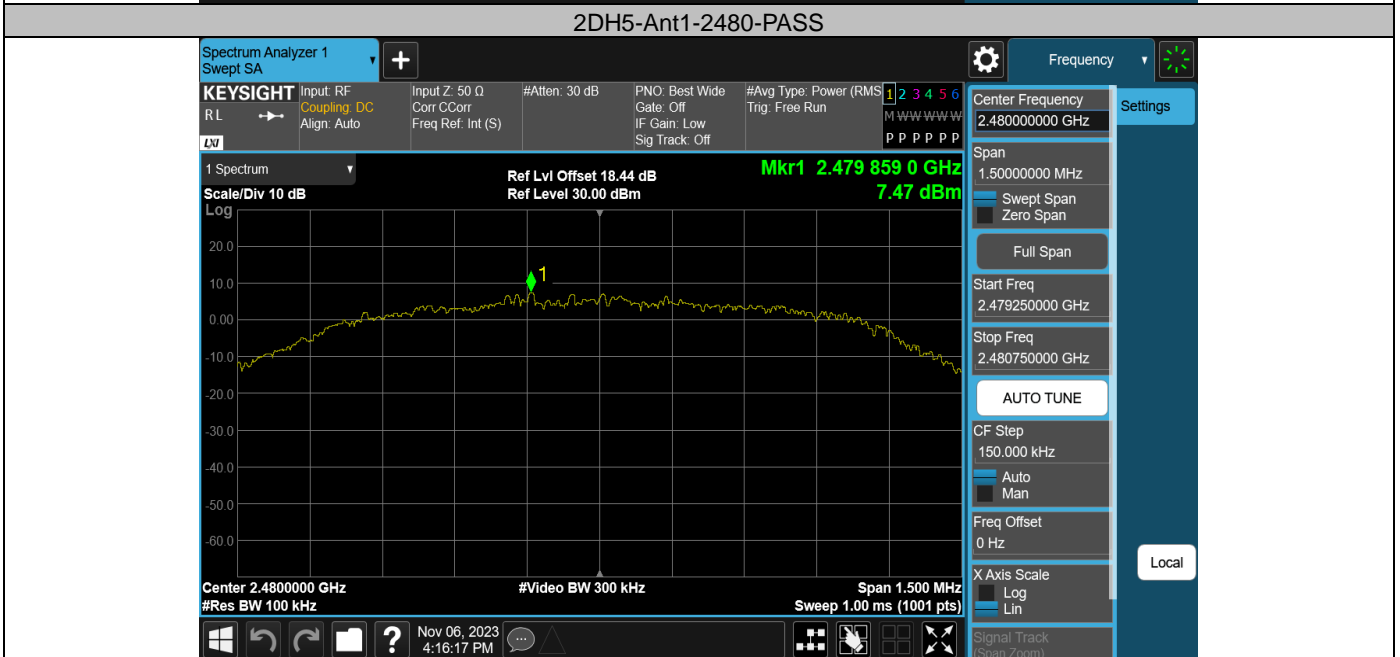 2DH5-Ant1-2480-PASS
Spectrum Analyzer 1
Swept SA
+
Frequency
KEYSIGHT
RL
LXI
Input: RF
Coupling: DC
Align: Auto
Input Z: 50 Ω
Corr CCorr
Freq Ref: Int (S)
#Atten: 30 dB
PNO: Best Wide
Gate: Off
IF Gain: Low
Sig Track: Off
#Avg Type: Power (RMS
Trig: Free Run
1 2 3 4 5 6
M W W W W W
P P P P P P
1 Spectrum
Scale/Div 10 dB
Log
Ref Lvl Offset 18.44 dB
Ref Level 30.00 dBm
Mkr1 2.479 859 0 GHz
7.47 dBm
1
20.0
10.0
0.00
-10.0
-20.0
-30.0
-40.0
-50.0
-60.0
Center 2.4800000 GHz
#Res BW 100 kHz
#Video BW 300 kHz
Span 1.500 MHz
Sweep 1.00 ms (1001 pts)
Center Frequency
2.480000000 GHz
Settings
Span
1.50000000 MHz
Swept Span
Zero Span
Full Span
Start Freq
2.479250000 GHz
Stop Freq
2.480750000 GHz
AUTO TUNE
CF Step
150.000 kHz
Auto
Man
Freq Offset
0 Hz
X Axis Scale
Log
Lin
Signal Track
(Span Zoom)
Local
?
Nov 06, 2023
4:16:17 PM